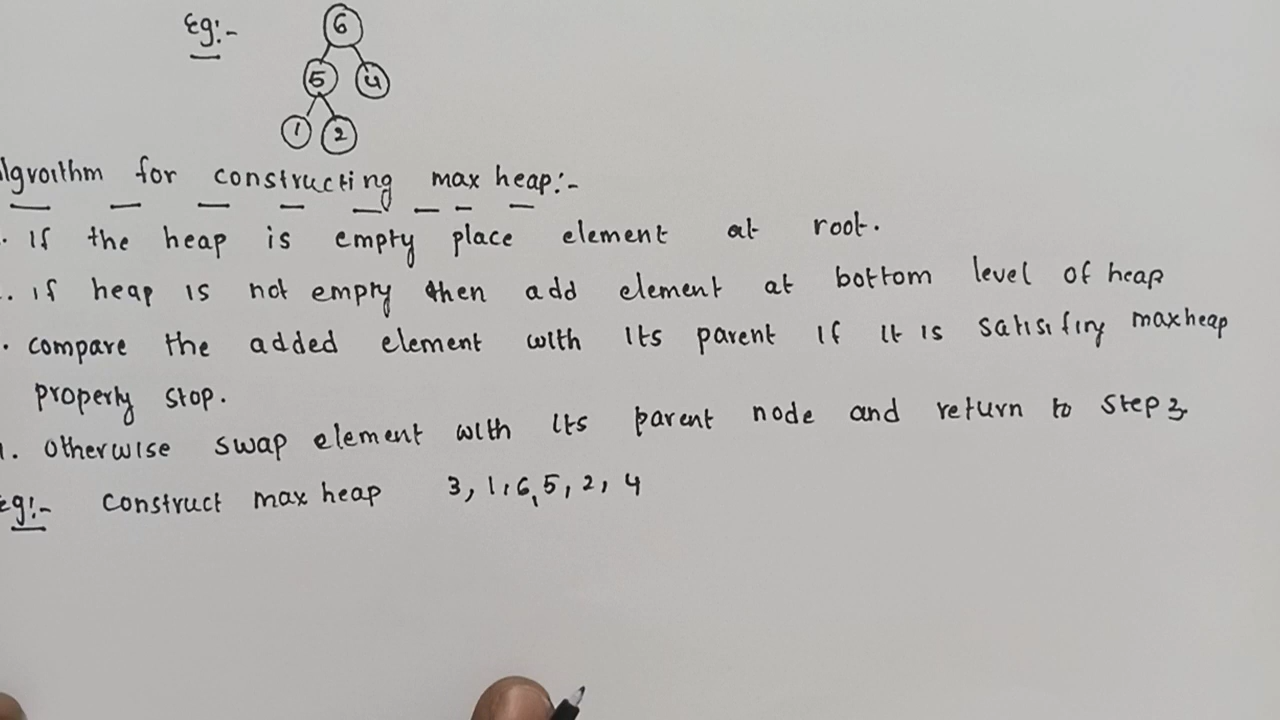 Eg:-
6
5 4
1 2
lgroithm for constructing max heap:-
. If the heap is empty place element at root.
. if heap is not empty then add element at bottom level of heap
. compare the added element with its parent if it is satisifiny maxheap
property stop.
. otherwise swap element with its parent node and return to step 3.
eg:- construct max heap 3, 1, 6, 5, 2, 4